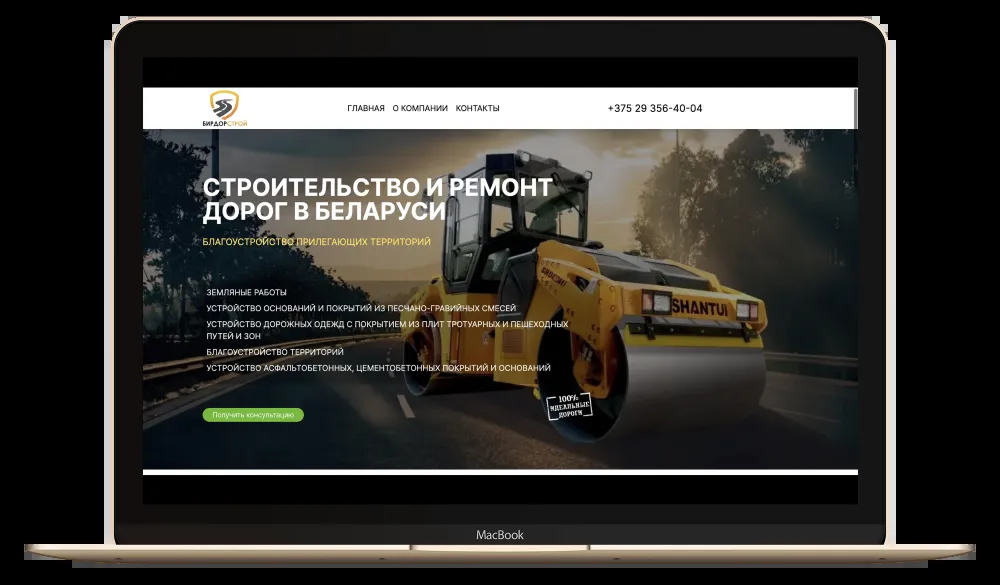 БИРДОРСТРОЙ
ГЛАВНАЯ О КОМПАНИИ КОНТАКТЫ
+375 29 356-40-04
СТРОИТЕЛЬСТВО И РЕМОНТ
ДОРОГ В БЕЛАРУСИ
БЛАГОУСТРОЙСТВО ПРИЛЕГАЮЩИХ ТЕРРИТОРИЙ
ЗЕМЛЯНЫЕ РАБОТЫ
УСТРОЙСТВО ОСНОВАНИЙ И ПОКРЫТИЙ ИЗ ПЕСЧАНО-ГРАВИЙНЫХ СМЕСЕЙ
УСТРОЙСТВО ДОРОЖНЫХ ОДЕЖД С ПОКРЫТИЕМ ИЗ ПЛИТ ТРОТУАРНЫХ И ПЕШЕХОДНЫХ
ПУТЕЙ И ЗОН
БЛАГОУСТРОЙСТВО ТЕРРИТОРИЙ
УСТРОЙСТВО АСФАЛЬТОБЕТОННЫХ, ЦЕМЕНТОБЕТОННЫХ ПОКРЫТИЙ И ОСНОВАНИЙ
Получить консультацию
SHANTUI
100%
ИДЕАЛЬНЫЕ
ДОРОГИ
MacBook